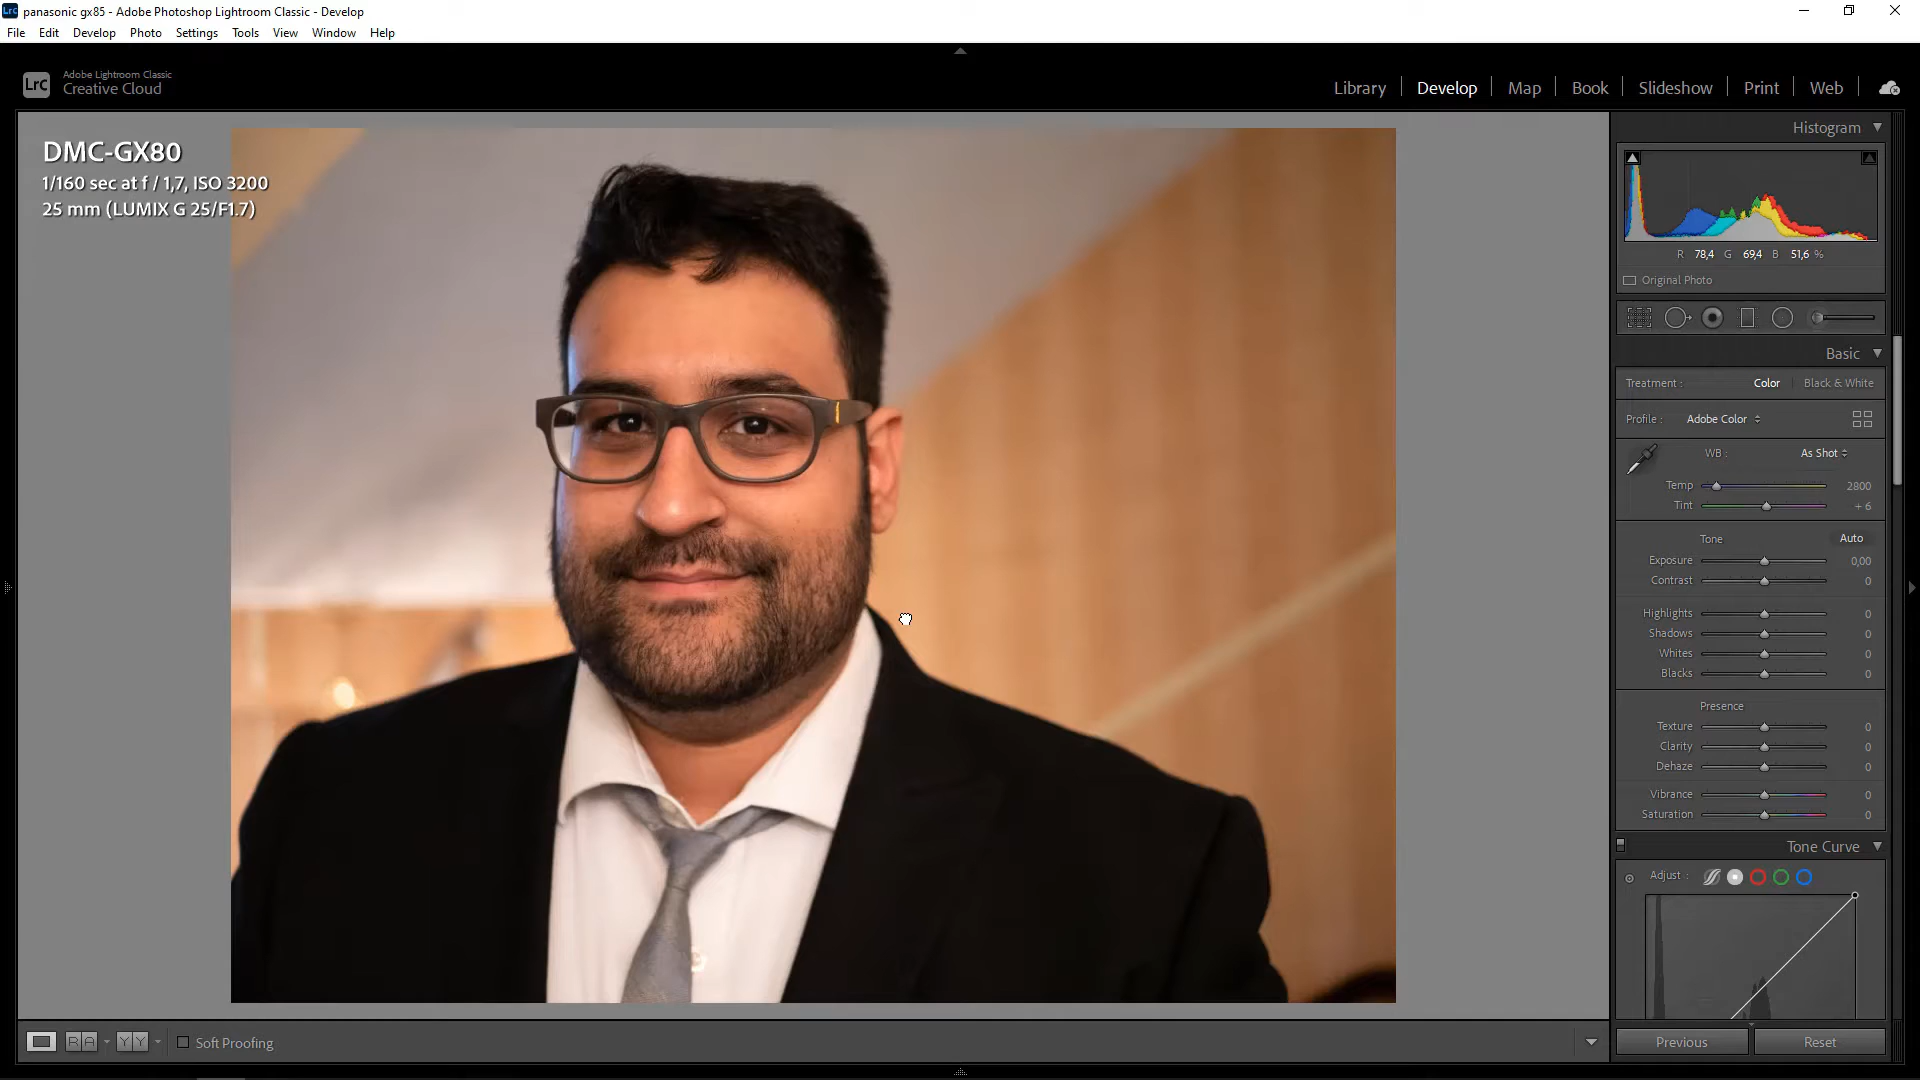 Lrc panasonic gx85 - Adobe Photoshop Lightroom Classic - Develop
File Edit Develop Photo Settings Tools View Window Help
LrC
Adobe Lightroom Classic
Creative Cloud
Library Develop Map Book Slideshow Print Web
DMC-GX80
1/160 sec at f / 1,7, ISO 3200
25 mm (LUMIX G 25/F1.7)
Histogram
R 78,4 G 69,4 B 51,6 %
Original Photo
Basic
Treatment : Color Black & White
Profile : Adobe Color
WB : As Shot
Temp 2800
Tint + 6
Tone Auto
Exposure 0,00
Contrast 0
Highlights 0
Shadows 0
Whites 0
Blacks 0
Presence
Texture 0
Clarity 0
Dehaze 0
Vibrance 0
Saturation 0
Tone Curve
Adjust :
R A Y Y Soft Proofing
Previous Reset